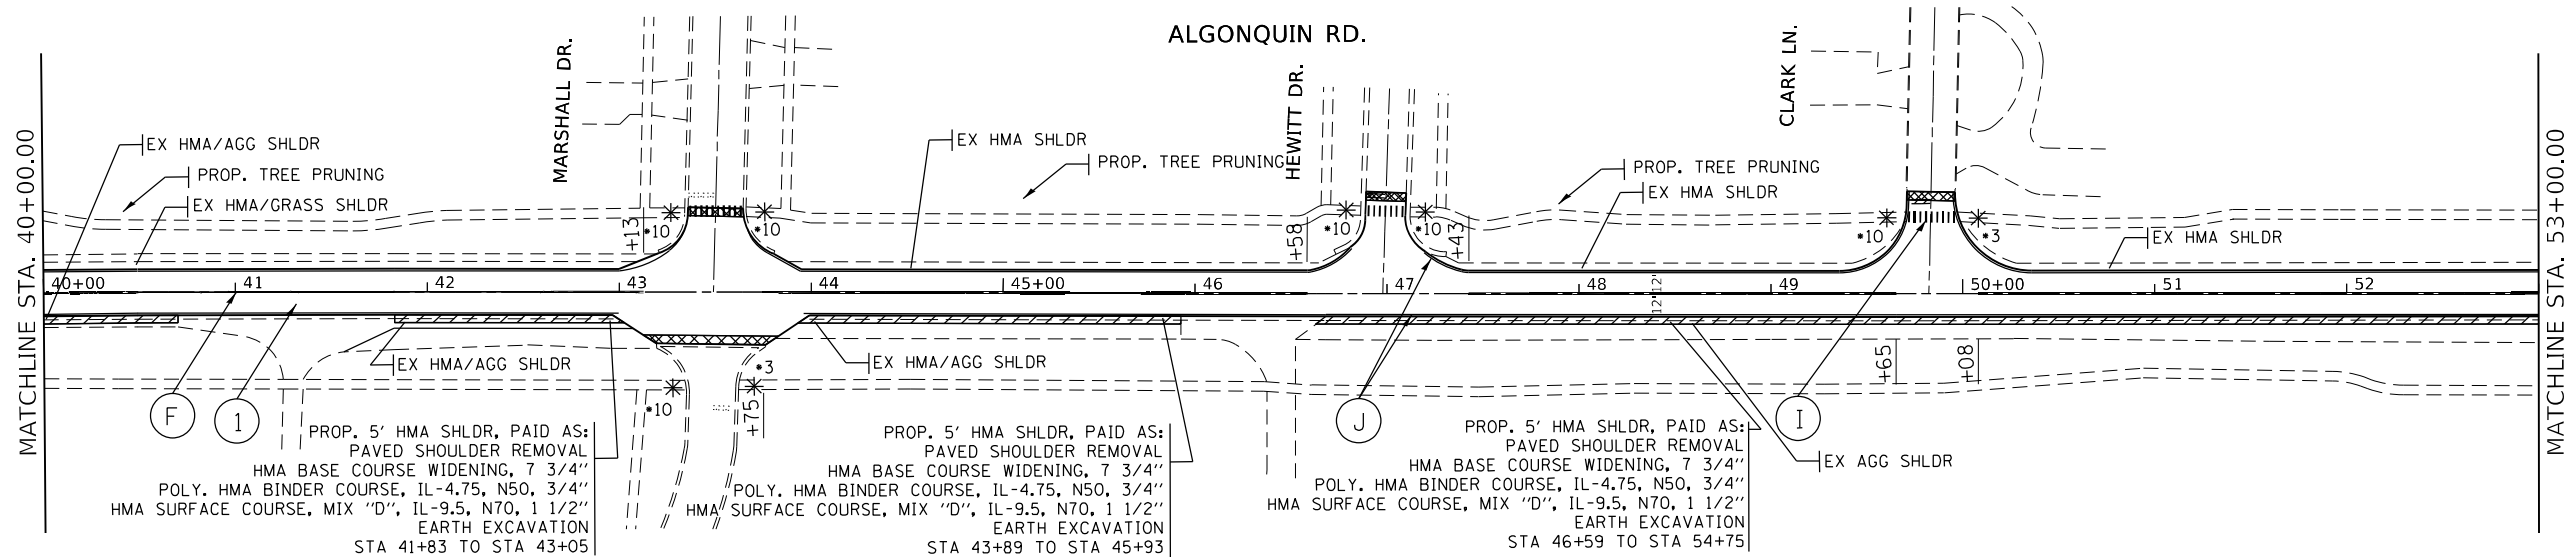 ALGONQUIN RD.
MARSHALL DR.
HEWITT DR.
CLARK LN.
MATCHLINE STA. 40+00.00
MATCHLINE STA. 53+00.00
EX HMA/AGG SHLDR
PROP. TREE PRUNING
EX HMA/GRASS SHLDR
EX HMA SHLDR
PROP. TREE PRUNING
PROP. TREE PRUNING
EX HMA SHLDR
EX HMA SHLDR
+13
*10
*10
+58
*10
*10
+43
*10
*3
40+00 41 42 43 44 45+00 46 47 48 49 50+00 51 52
12' 12'
EX HMA/AGG SHLDR
EX HMA/AGG SHLDR
*3
*10
+75
+65
+08
F
1
J
I
EX AGG SHLDR
PROP. 5' HMA SHLDR, PAID AS:
PAVED SHOULDER REMOVAL
HMA BASE COURSE WIDENING, 7 3/4"
POLY. HMA BINDER COURSE, IL-4.75, N50, 3/4"
HMA SURFACE COURSE, MIX "D", IL-9.5, N70, 1 1/2"
EARTH EXCAVATION
STA 41+83 TO STA 43+05
PROP. 5' HMA SHLDR, PAID AS:
PAVED SHOULDER REMOVAL
HMA BASE COURSE WIDENING, 7 3/4"
POLY. HMA BINDER COURSE, IL-4.75, N50, 3/4"
HMA SURFACE COURSE, MIX "D", IL-9.5, N70, 1 1/2"
EARTH EXCAVATION
STA 43+89 TO STA 45+93
PROP. 5' HMA SHLDR, PAID AS:
PAVED SHOULDER REMOVAL
HMA BASE COURSE WIDENING, 7 3/4"
POLY. HMA BINDER COURSE, IL-4.75, N50, 3/4"
HMA SURFACE COURSE, MIX "D", IL-9.5, N70, 1 1/2"
EARTH EXCAVATION
STA 46+59 TO STA 54+75